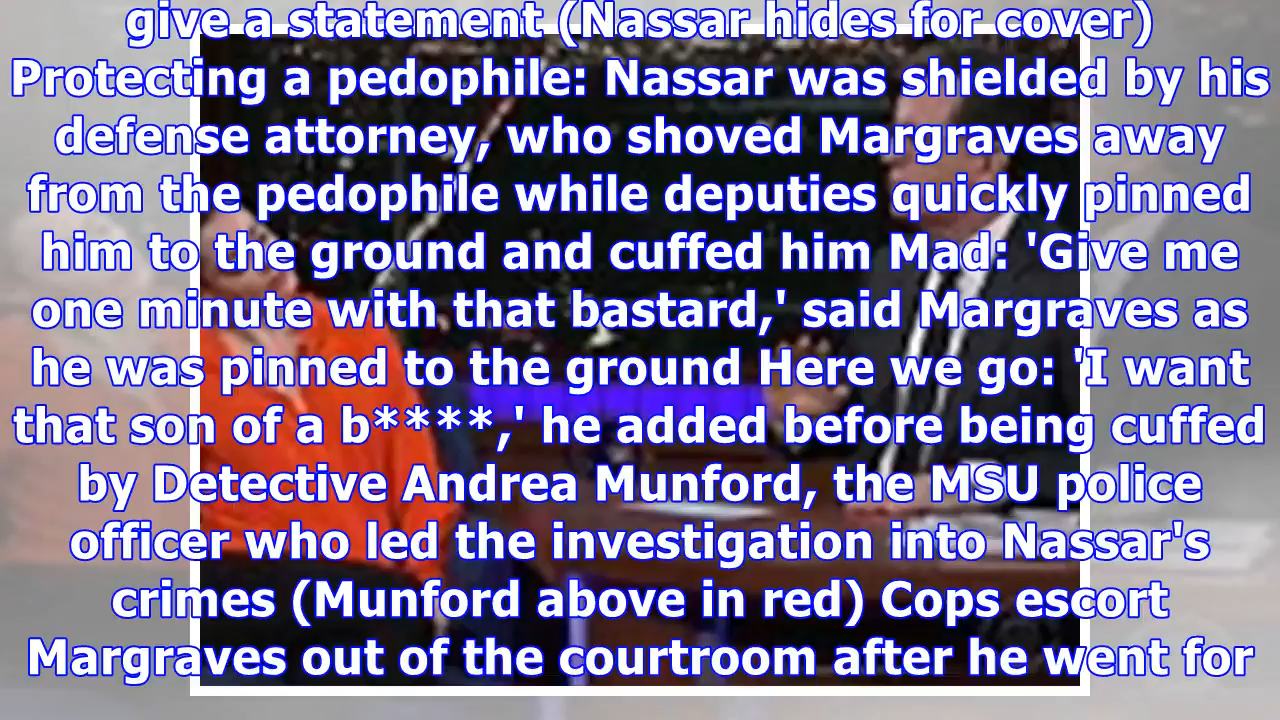 give a statement (Nassar hides for cover)
Protecting a pedophile: Nassar was shielded by his
defense attorney, who shoved Margraves away
from the pedophile while deputies quickly pinned
him to the ground and cuffed him Mad: 'Give me
one minute with that bastard,' said Margraves as
he was pinned to the ground Here we go: 'I want
that son of a b****,' he added before being cuffed
by Detective Andrea Munford, the MSU police
officer who led the investigation into Nassar's
crimes (Munford above in red) Cops escort
Margraves out of the courtroom after he went for